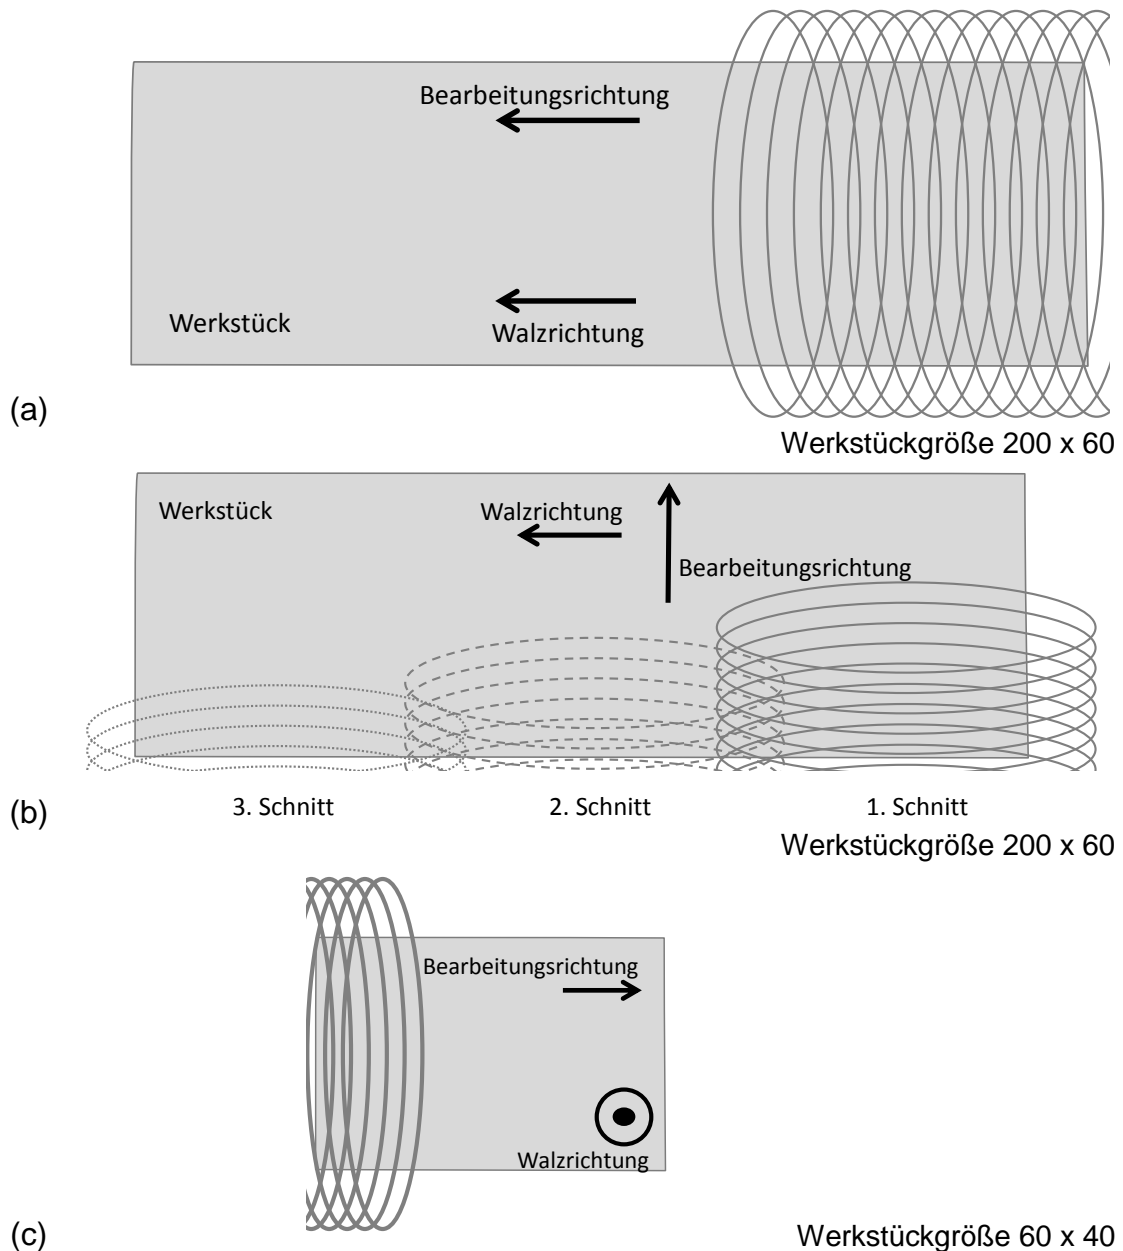 Bearbeitungsrichtung
Werkstück
Walzrichtung
(a)
Werkstückgröße 200 x 60
Werkstück
Walzrichtung
Bearbeitungsrichtung
(b)
3. Schnitt
2. Schnitt
1. Schnitt
Werkstückgröße 200 x 60
Bearbeitungsrichtung
Walzrichtung
(c)
Werkstückgröße 60 x 40